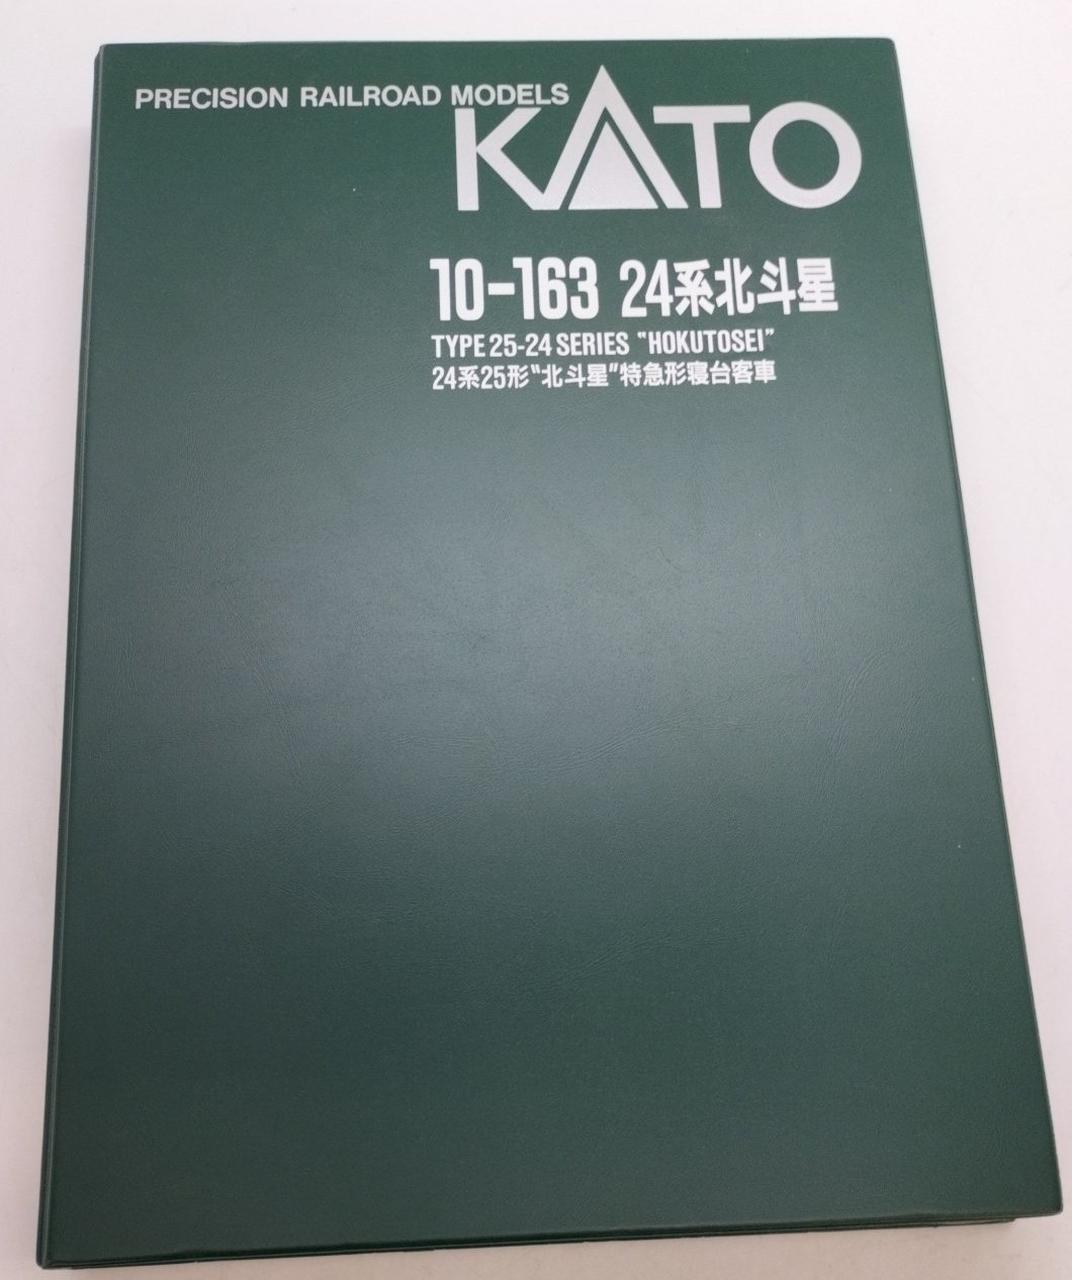 PRECISION RAILROAD MODELS
KATO
10-163 24系北斗星
TYPE 25-24 SERIES "HOKUTOSEI"
24系25形"北斗星"特急形寝台客車